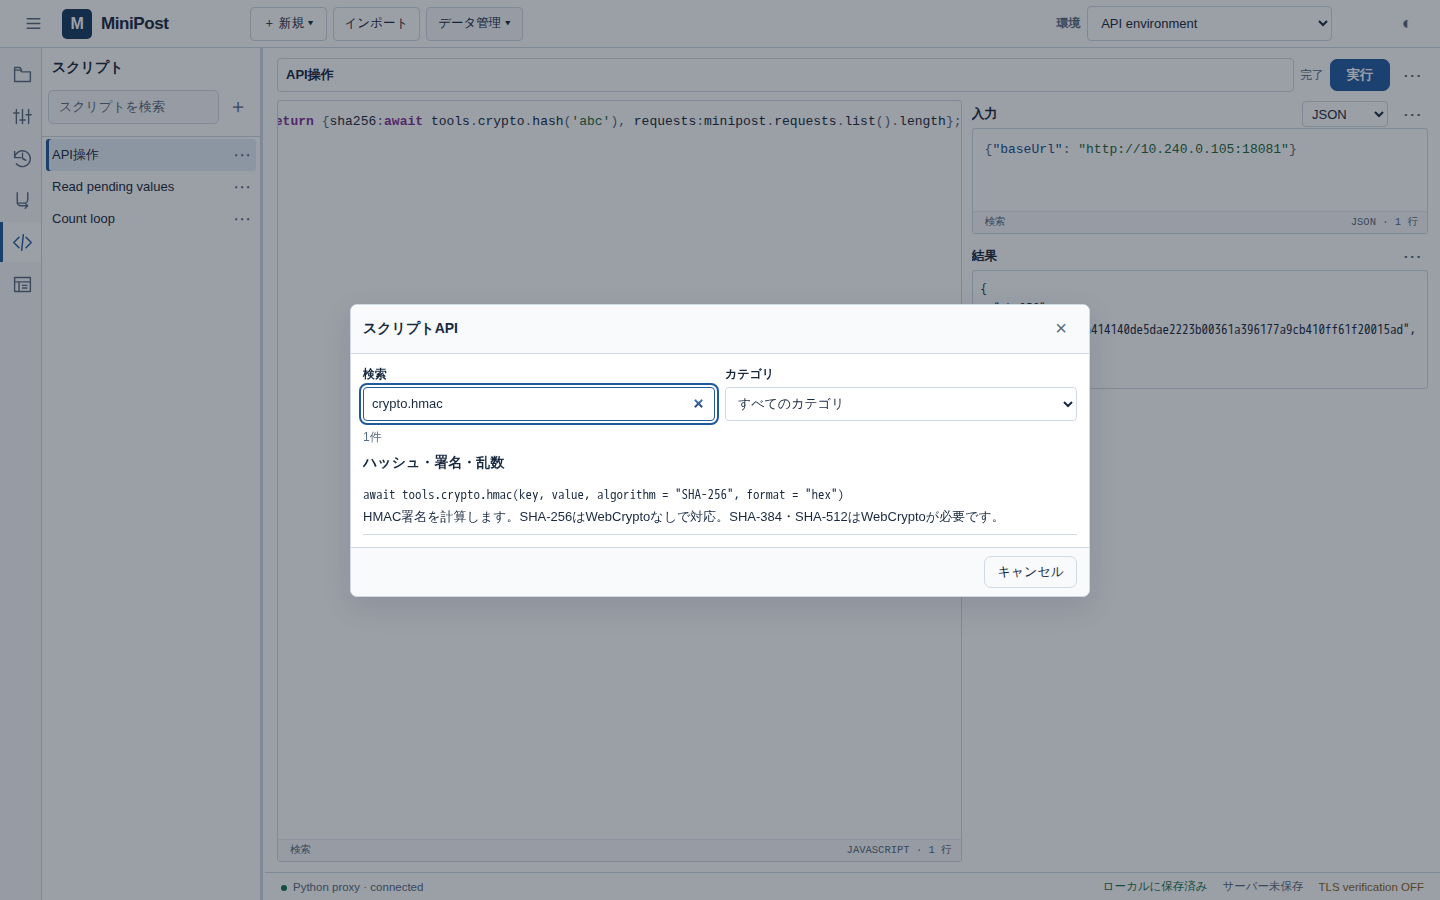 M MiniPost
＋ 新規 ▾
インポート
データ管理 ▾
環境
API environment
スクリプト
スクリプトを検索
＋
API操作
Read pending values
Count loop
API操作
完了
実行
return {sha256:await tools.crypto.hash('abc'), requests:minipost.requests.list().length};
入力
JSON
{"baseUrl": "http://10.240.0.105:18081"}
検索
JSON · 1 行
結果
{
414140de5dae2223b00361a396177a9cb410ff61f20015ad",
スクリプトAPI
×
検索
カテゴリ
crypto.hmac
すべてのカテゴリ
1件
ハッシュ・署名・乱数
await tools.crypto.hmac(key, value, algorithm = "SHA-256", format = "hex")
HMAC署名を計算します。SHA-256はWebCryptoなしで対応。SHA-384・SHA-512はWebCryptoが必要です。
キャンセル
検索
JAVASCRIPT · 1 行
Python proxy · connected
ローカルに保存済み
サーバー未保存
TLS verification OFF